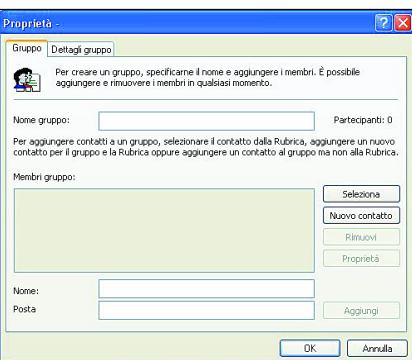 Proprietà -
Gruppo Dettagli gruppo
Per creare un gruppo, specificarne il nome e aggiungere i membri. È possibile
aggiungere e rimuovere i membri in qualsiasi momento.
Nome gruppo: Partecipanti: 0
Per aggiungere contatti a un gruppo, selezionare il contatto dalla Rubrica, aggiungere un nuovo
contatto per il gruppo e la Rubrica oppure aggiungere un contatto al gruppo ma non alla Rubrica.
Membri gruppo:
Seleziona
Nuovo contatto
Rimuovi
Proprietà
Nome:
Posta Aggiungi
OK Annulla